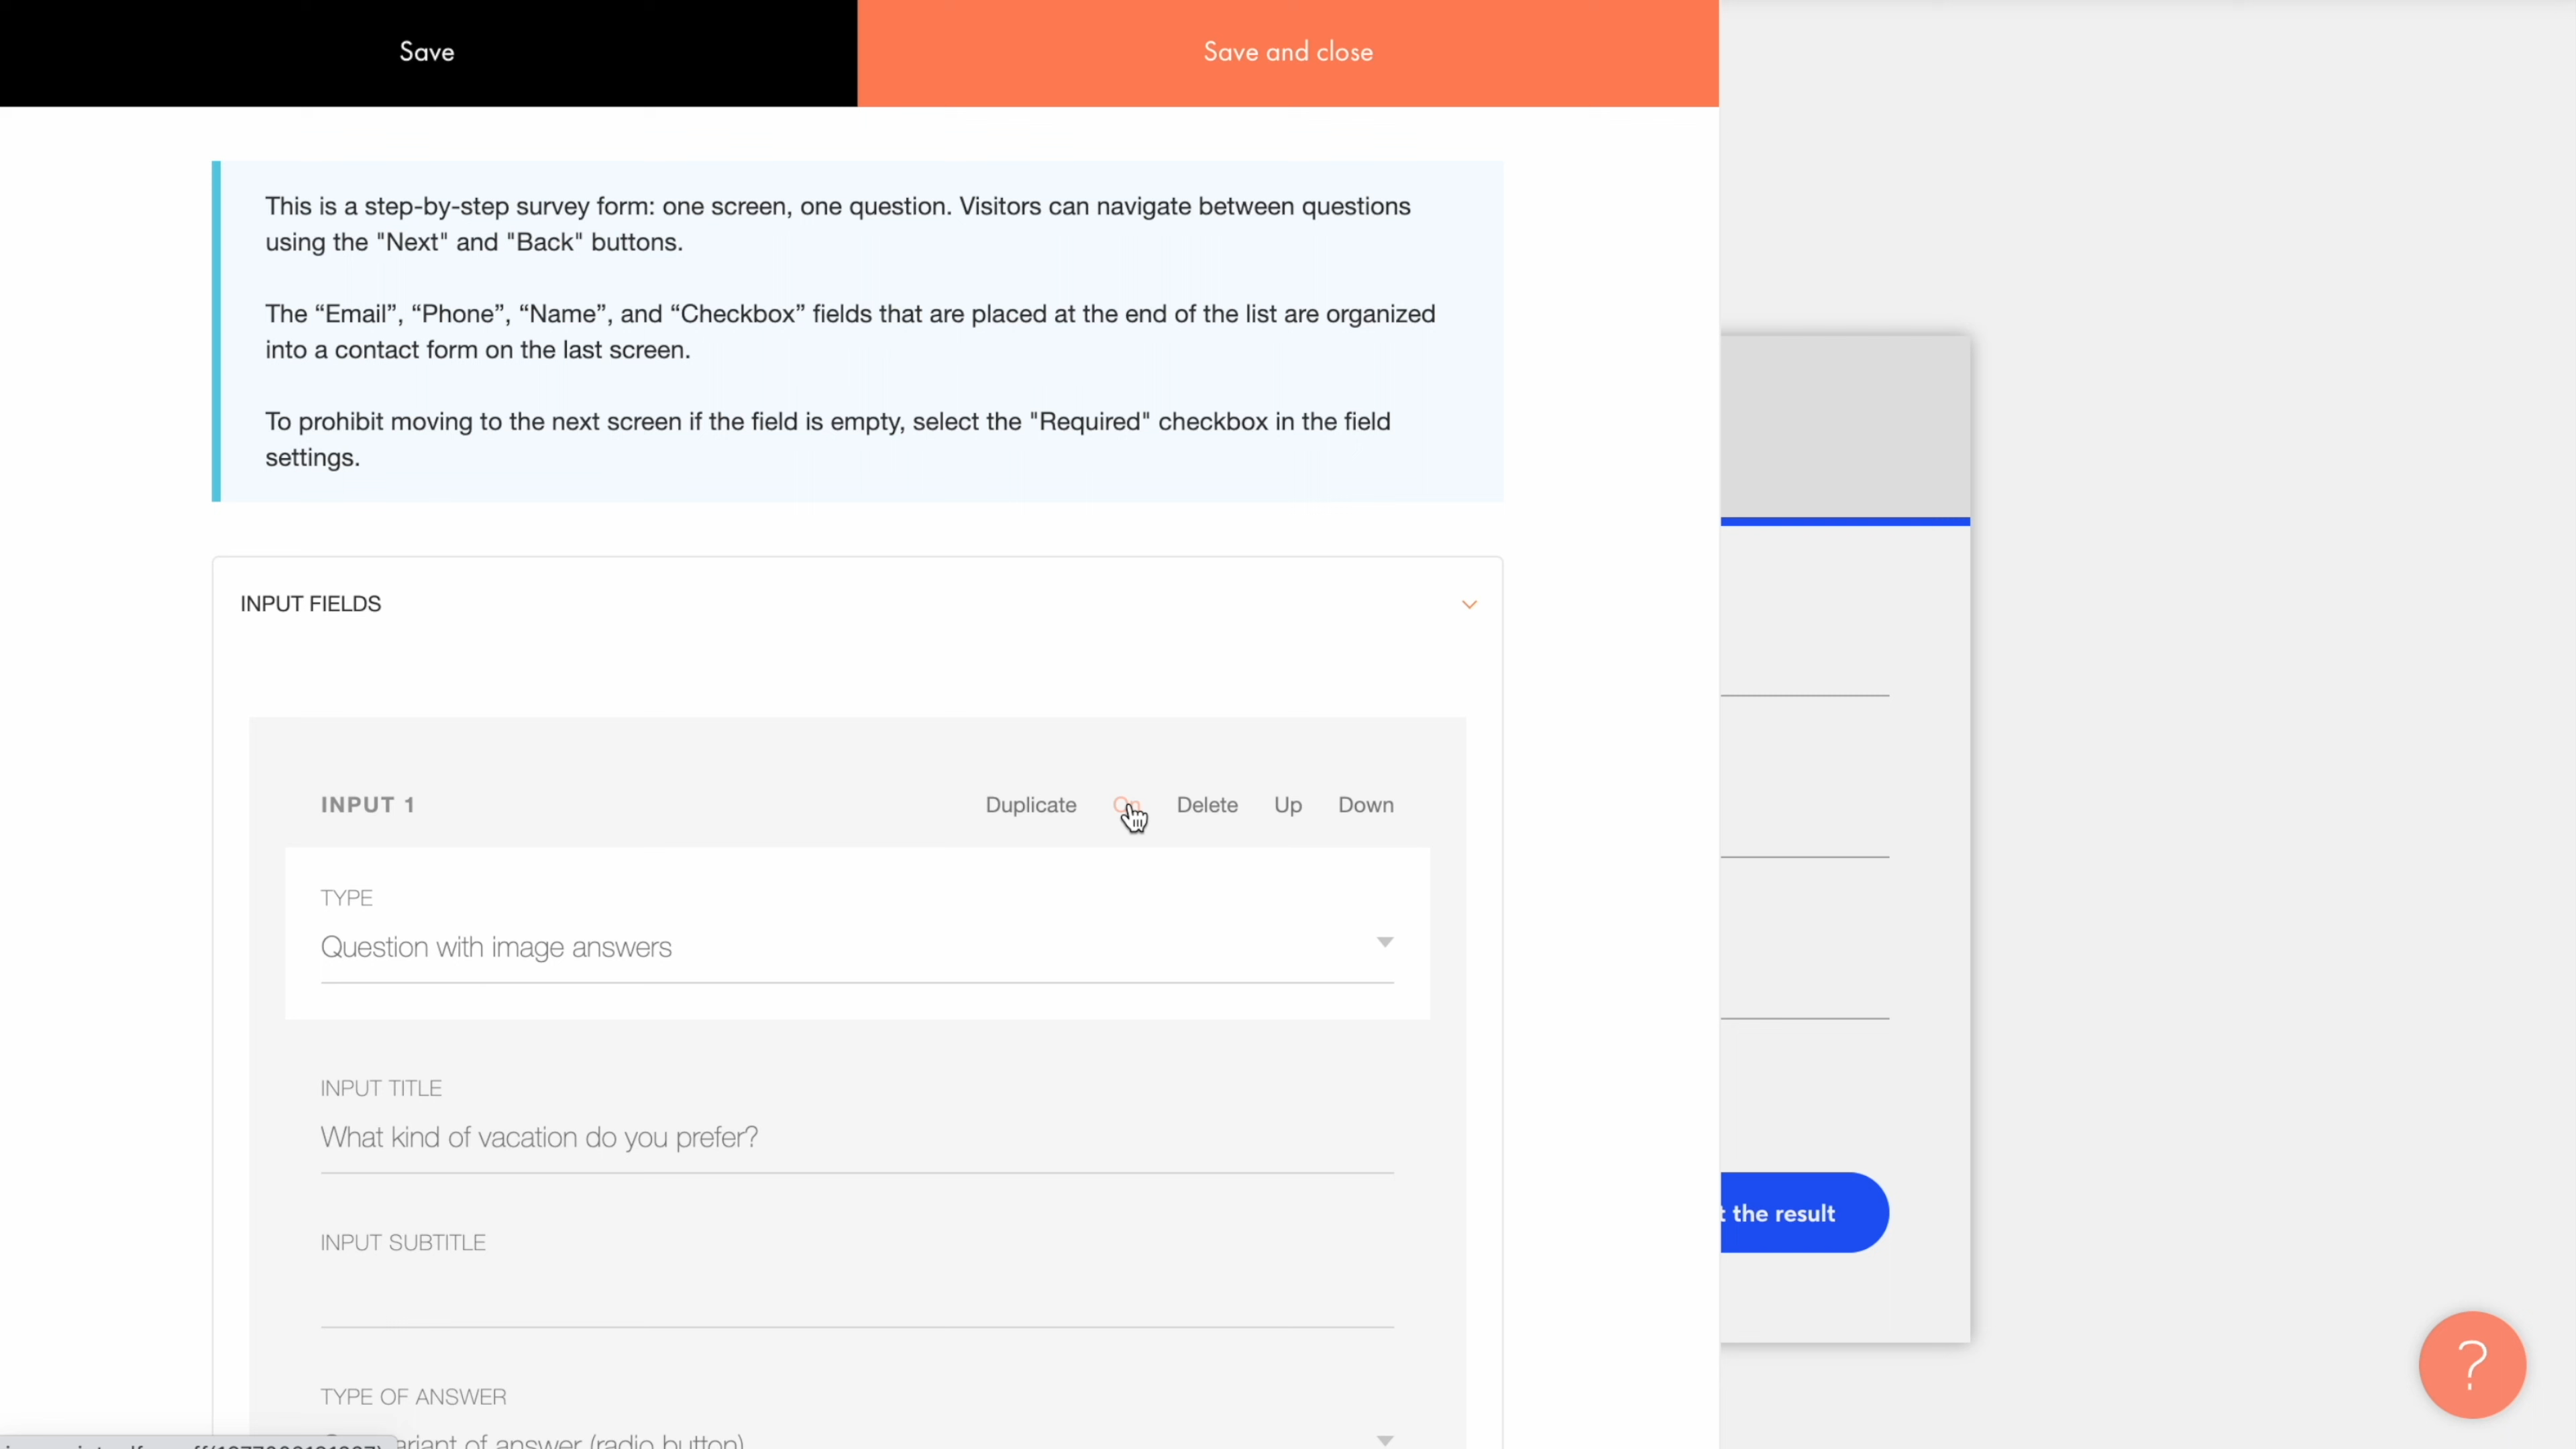 Save
Save and close
This is a step-by-step survey form: one screen, one question. Visitors can navigate between questions
using the "Next" and "Back" buttons.
The “Email”, “Phone”, “Name”, and “Checkbox” fields that are placed at the end of the list are organized
into a contact form on the last screen.
To prohibit moving to the next screen if the field is empty, select the "Required" checkbox in the field
settings.
INPUT FIELDS
INPUT 1
Duplicate On Delete Up Down
TYPE
Question with image answers
INPUT TITLE
What kind of vacation do you prefer?
t the result
INPUT SUBTITLE
?
TYPE OF ANSWER
of answer (radio button)